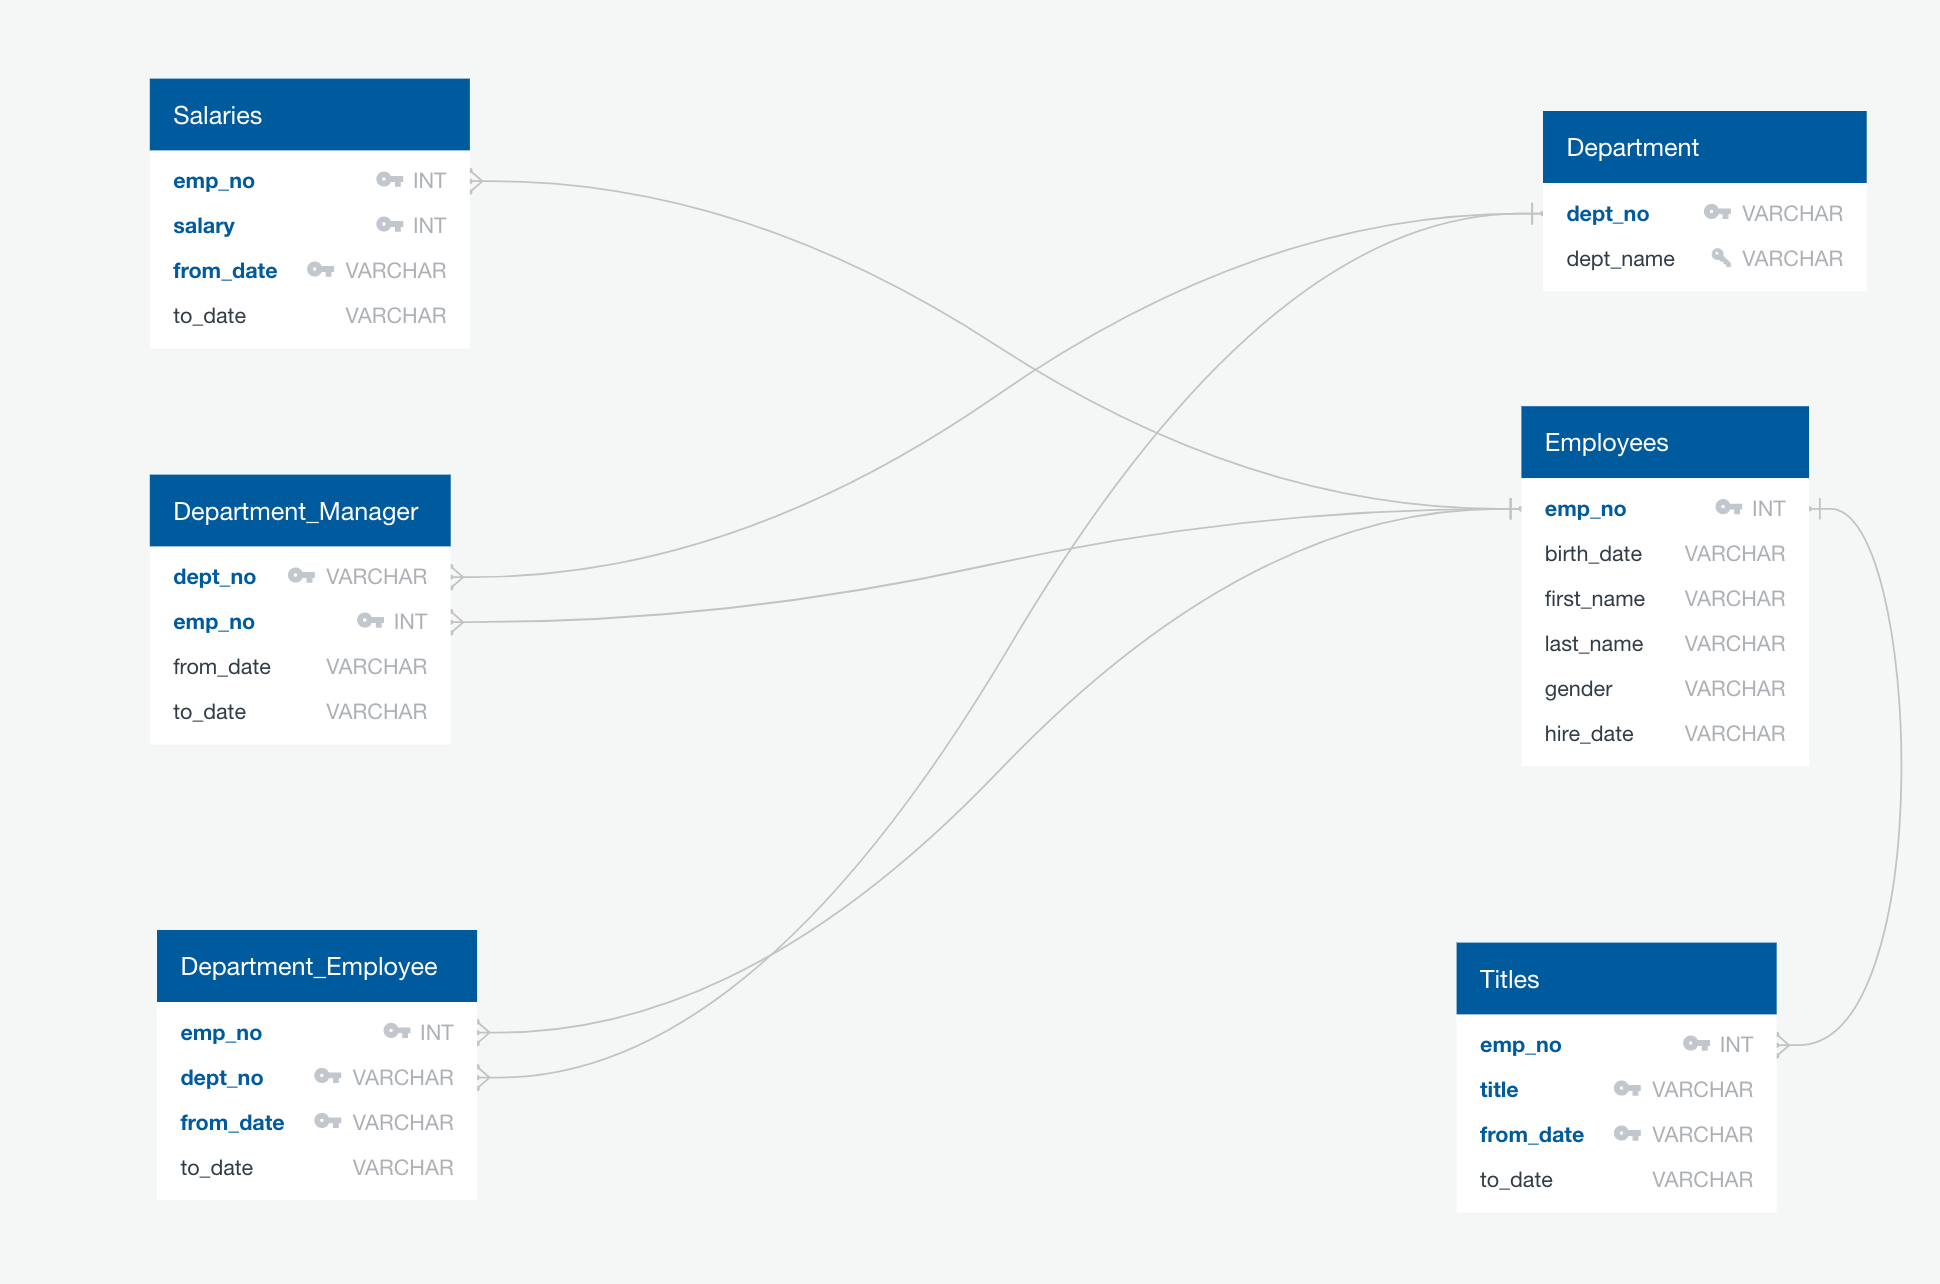 Salaries
emp_no INT
salary INT
from_date VARCHAR
to_date VARCHAR
Department
dept_no VARCHAR
dept_name VARCHAR
Department_Manager
dept_no VARCHAR
emp_no INT
from_date VARCHAR
to_date VARCHAR
Employees
emp_no INT
birth_date VARCHAR
first_name VARCHAR
last_name VARCHAR
gender VARCHAR
hire_date VARCHAR
Department_Employee
emp_no INT
dept_no VARCHAR
from_date VARCHAR
to_date VARCHAR
Titles
emp_no INT
title VARCHAR
from_date VARCHAR
to_date VARCHAR